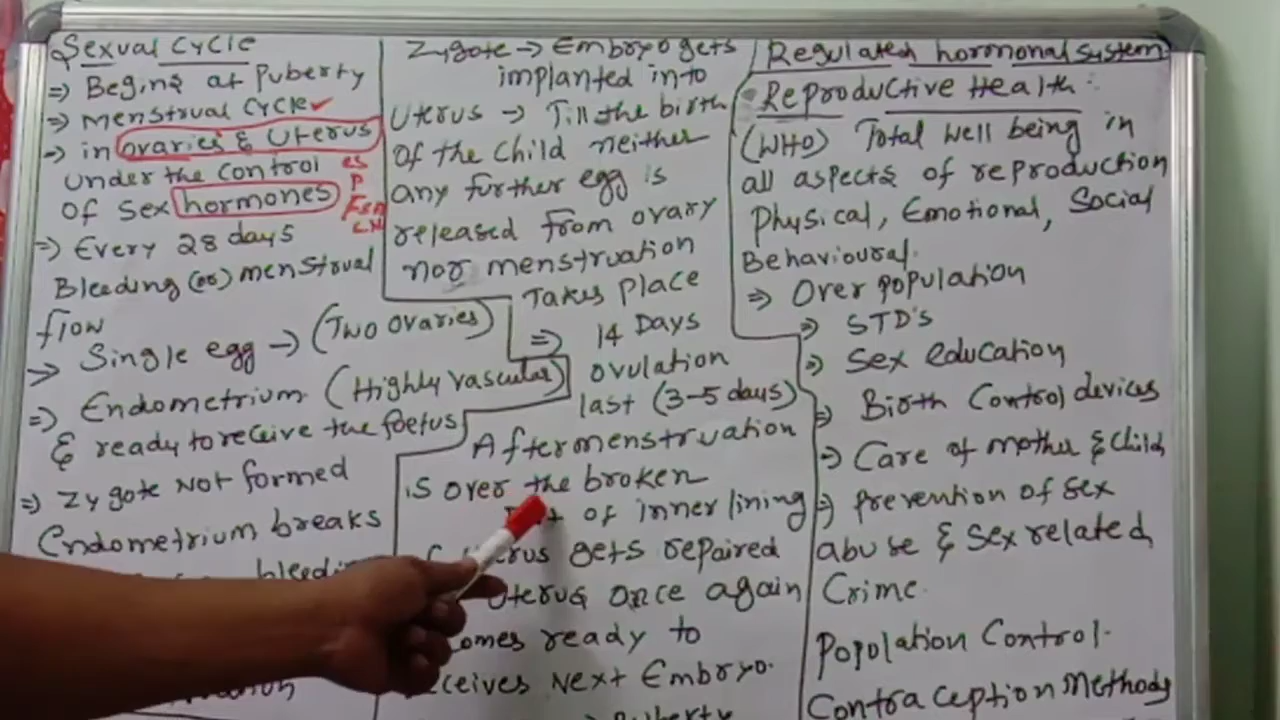 Sexual Cycle
=> Begins at Puberty
=> Menstrual Cycle ✓
-> in ovaries & Uterus
under the control es
P
of sex hormones FSH
LH
=> Every 28 days
Bleeding (or) menstrual
flow
-> Single egg -> (Two Ovaries)
=> Endometrium (Highly vascular)
& ready to receive the foetus
=> Zygote Not formed
Endometrium breaks
Zygote -> Embryo gets
implanted into
Uterus -> Till the birth
of the child neither
any further egg is
released from ovary
nor menstruation
Takes Place
=> 14 Days
ovulation
last (3-5 days)
After menstruation
is over the broken
of inner lining
gets repaired
Uterus once again
ready to
Next Embryo.
Puberty
Regulated hormonal system
Reproductive Health :
(WHO) Total well being in
all aspects of reproduction
Physical, Emotional, Social
Behavioural.
=> Over population
=> STD's
=> Sex education
=> Birth Control devices
=> Care of mother & child
=> Prevention of sex
abuse & sex related
Crime.
Popolation Control.
Contraception Methods